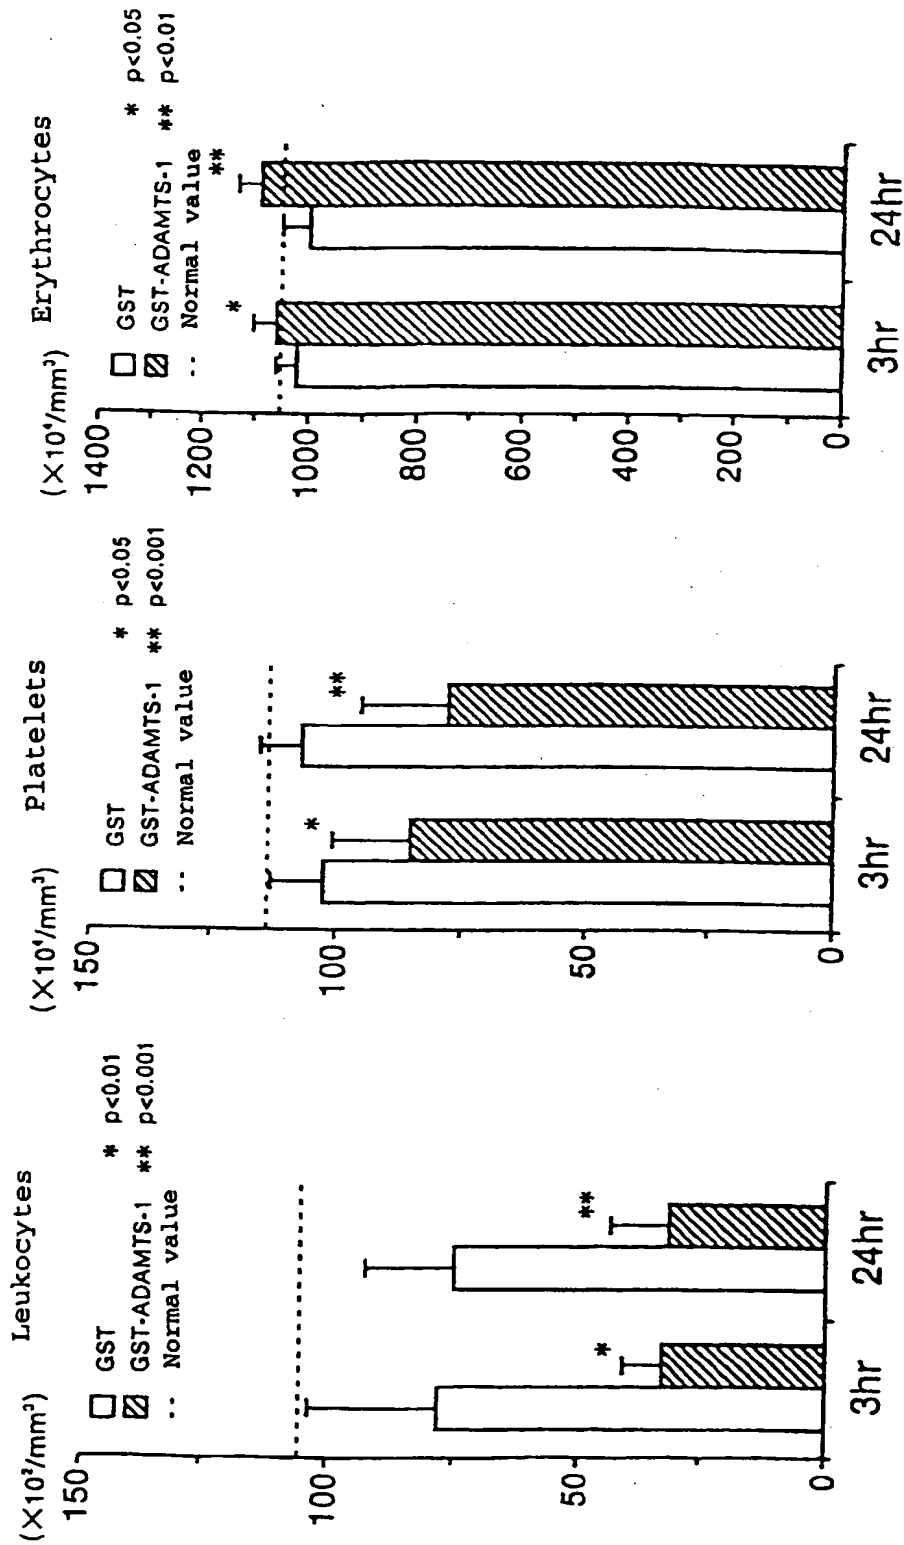 Leukocytes
(X10²/mm³)
GST * p<0.01
GST-ADAMTS-1 ** p<0.001
-- Normal value
150
100
50
0
*
**
3hr 24hr
Platelets
(X10⁴/mm³)
GST * p<0.05
GST-ADAMTS-1 ** p<0.001
-- Normal value
150
100
50
0
*
**
3hr 24hr
Erythrocytes
(X10⁴/mm³)
GST * p<0.05
GST-ADAMTS-1 ** p<0.01
-- Normal value
1400
1200
1000
800
600
400
200
0
*
**
3hr 24hr